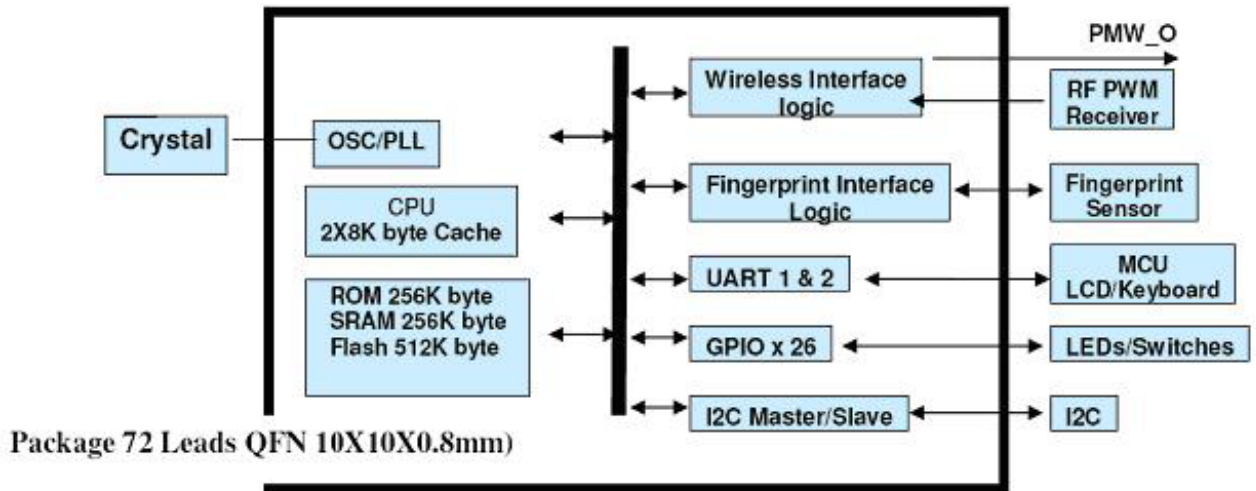 PMW_O
Wireless Interface
logic
RF PWM
Receiver
Crystal
OSC/PLL
CPU
2X8K byte Cache
Fingerprint Interface
Logic
Fingerprint
Sensor
ROM 256K byte
SRAM 256K byte
Flash 512K byte
UART 1 & 2
MCU
LCD/Keyboard
GPIO x 26
LEDs/Switches
I2C Master/Slave
I2C
Package 72 Leads QFN 10X10X0.8mm)